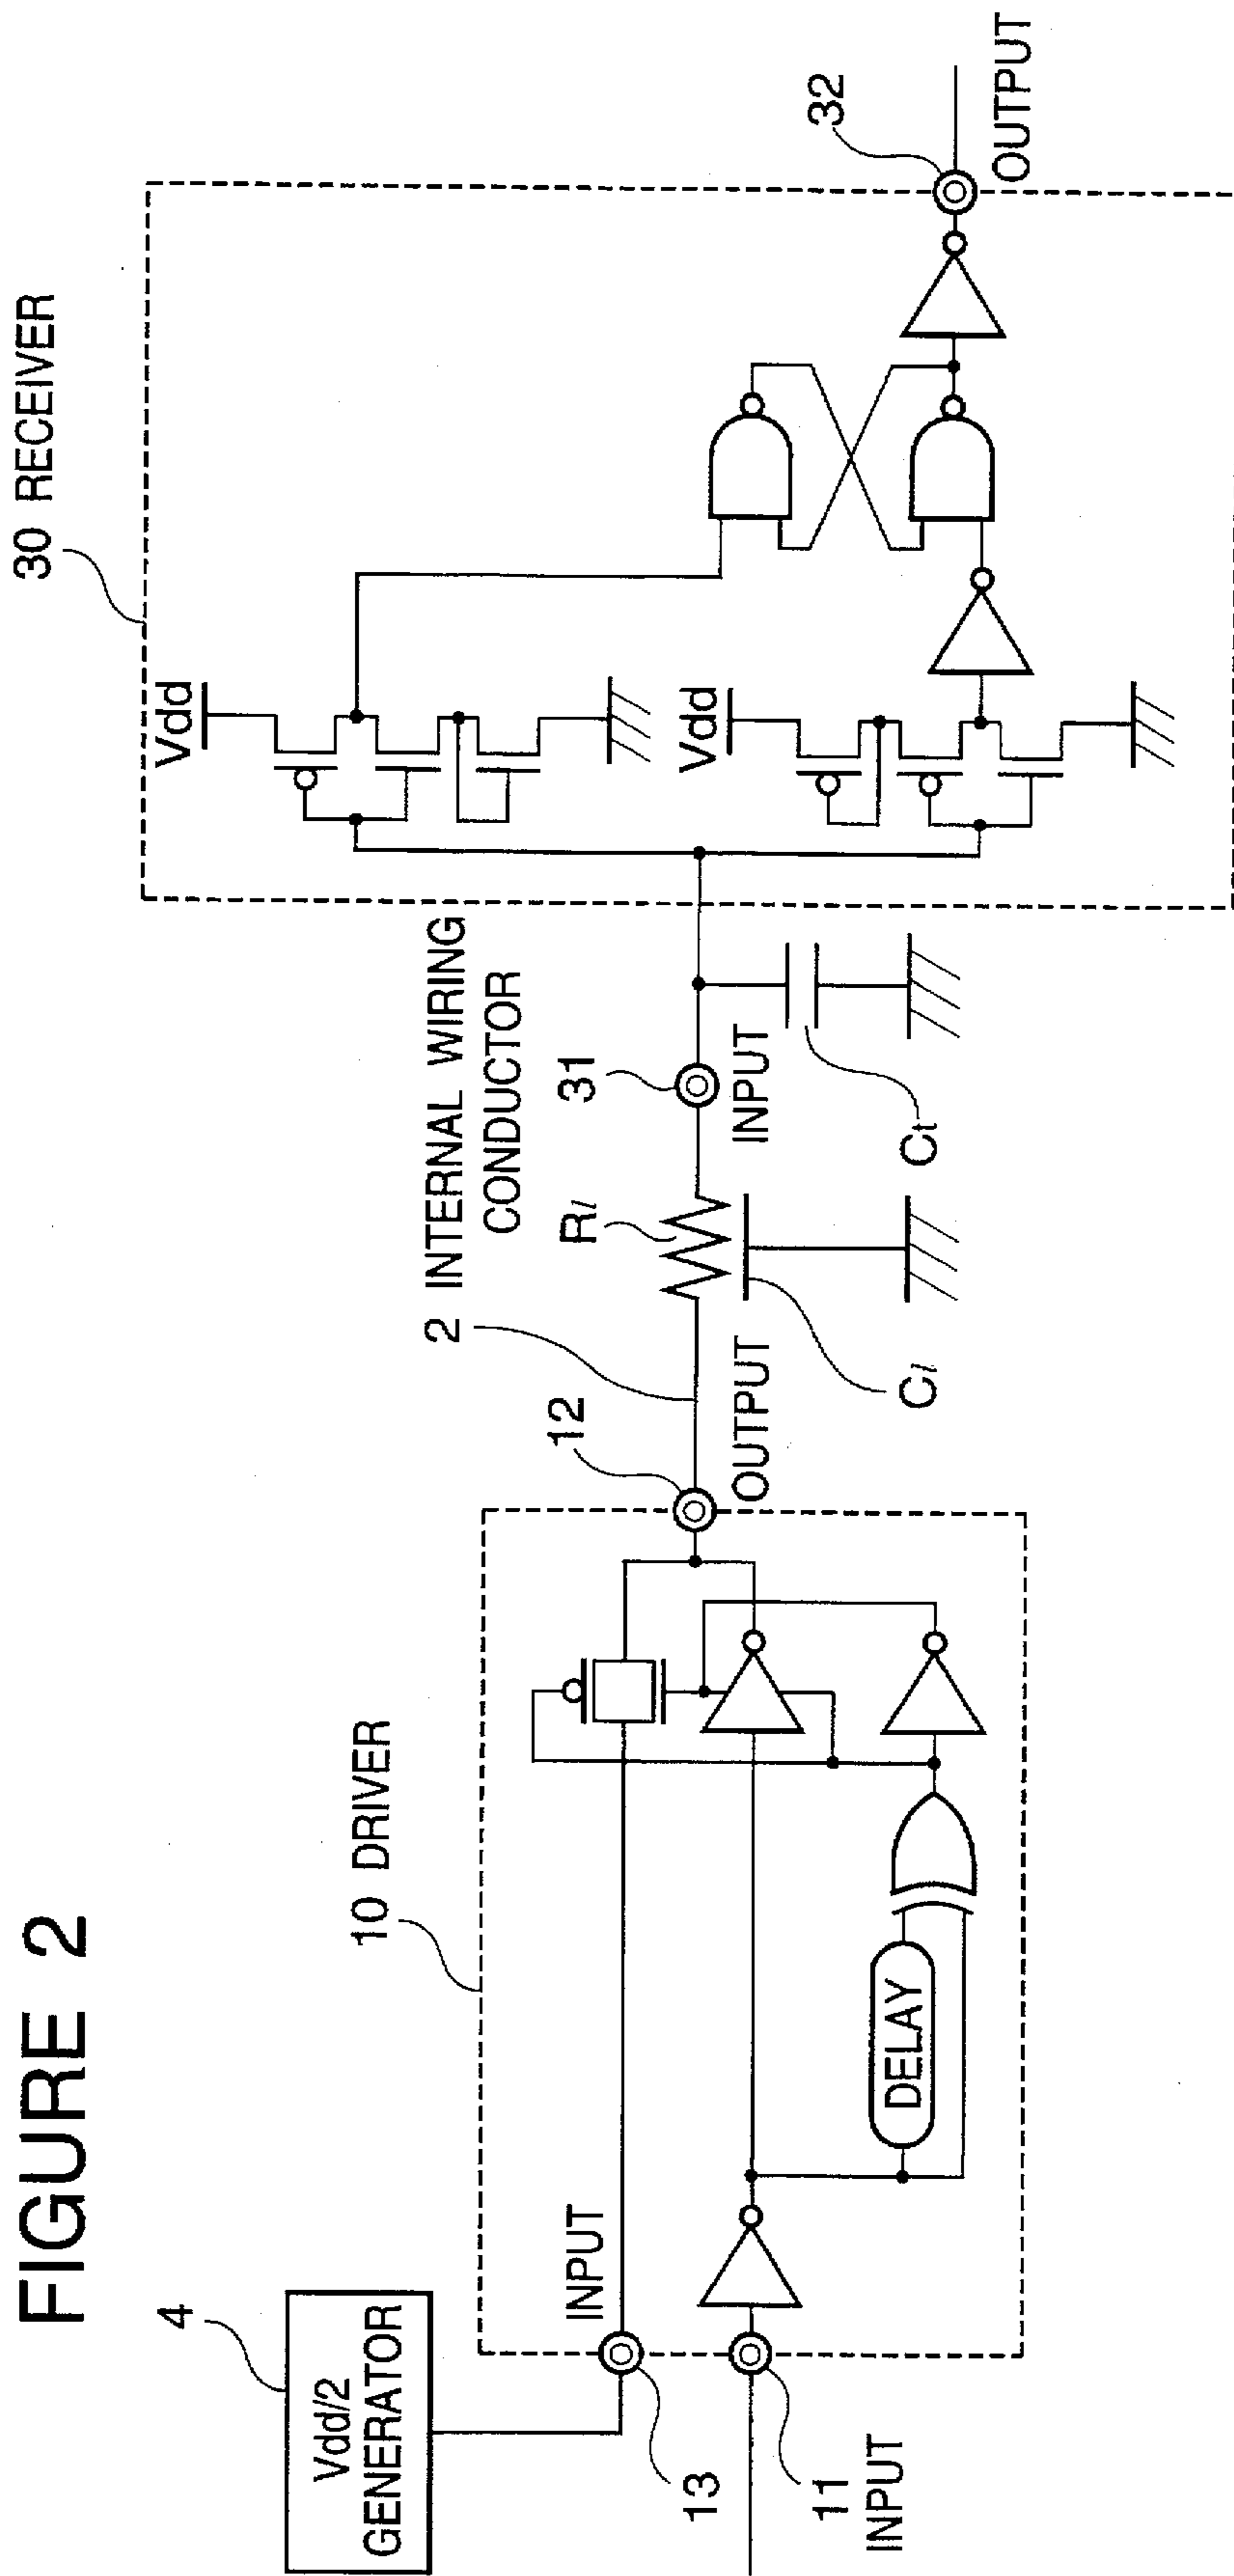 FIGURE 2
4
Vdd/2
GENERATOR
13
11
INPUT
INPUT
10 DRIVER
DELAY
12
OUTPUT
2 INTERNAL WIRING
CONDUCTOR
Rl
Cl
31
INPUT
Ct
30 RECEIVER
Vdd
Vdd
32
OUTPUT